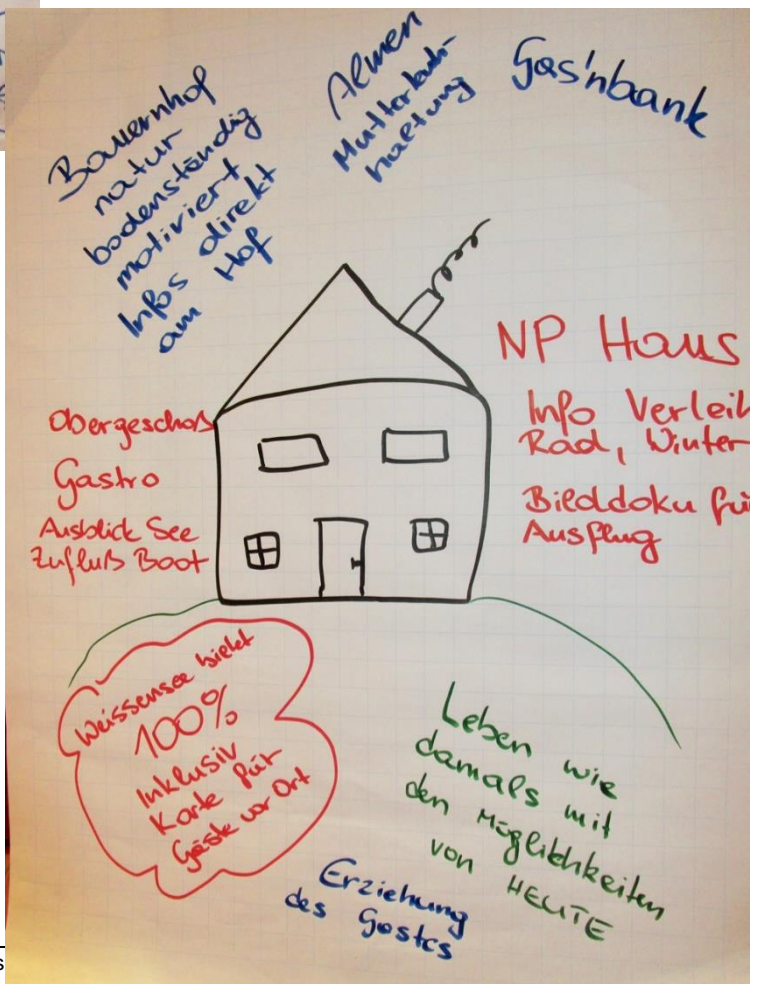 Bauernhof
natur
bodenständig
motiviert
Infos direkt
am Hof
Almen
Mutterkuh-
haltung
Gas'nbank
NP Haus
Info Verleih
Rad, Winter
Bilddoku für
Ausflug
Obergeschoß
Gastro
Ausblick See
Zufluß Boot
Weissensee bietet
100%
Inklusiv
Karte für
Gäste vor Ort
Leben wie
damals mit
den Möglichkeiten
von HEUTE
Erziehung
des Gastes
s